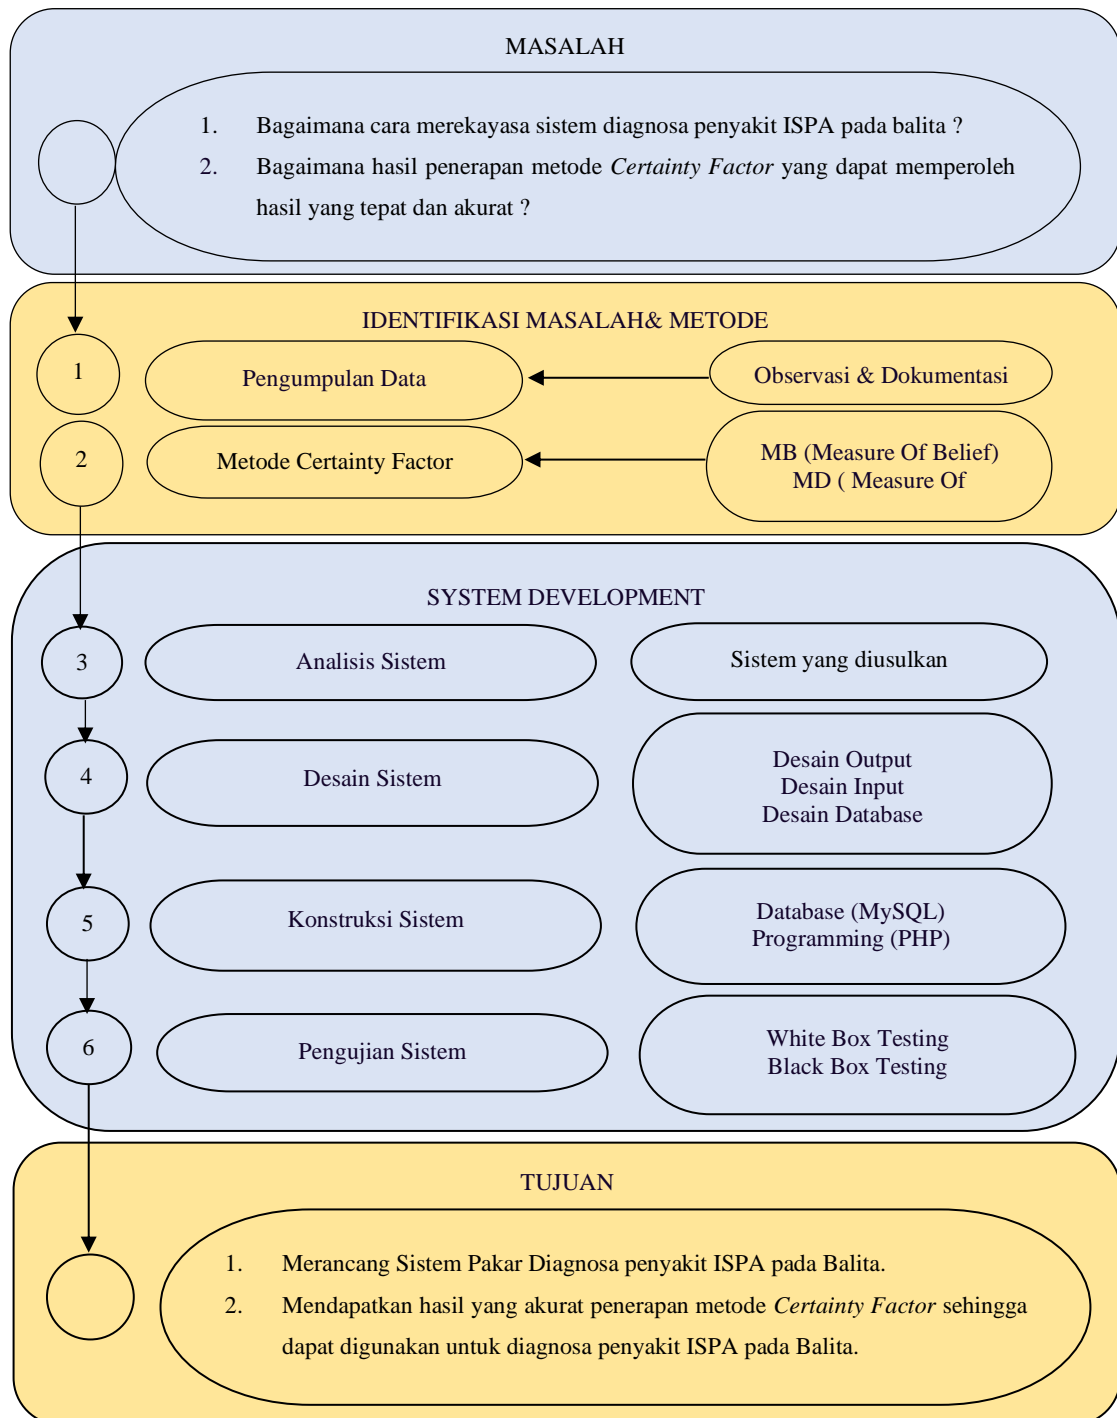 MASALAH
1. Bagaimana cara merekayasa sistem diagnosa penyakit ISPA pada balita ?
2. Bagaimana hasil penerapan metode Certainty Factor yang dapat memperoleh
hasil yang tepat dan akurat ?
IDENTIFIKASI MASALAH& METODE
1
Pengumpulan Data
Observasi & Dokumentasi
2
Metode Certainty Factor
MB (Measure Of Belief)
MD ( Measure Of
SYSTEM DEVELOPMENT
3
Analisis Sistem
Sistem yang diusulkan
4
Desain Sistem
Desain Output
Desain Input
Desain Database
5
Konstruksi Sistem
Database (MySQL)
Programming (PHP)
6
Pengujian Sistem
White Box Testing
Black Box Testing
TUJUAN
1. Merancang Sistem Pakar Diagnosa penyakit ISPA pada Balita.
2. Mendapatkan hasil yang akurat penerapan metode Certainty Factor sehingga
dapat digunakan untuk diagnosa penyakit ISPA pada Balita.